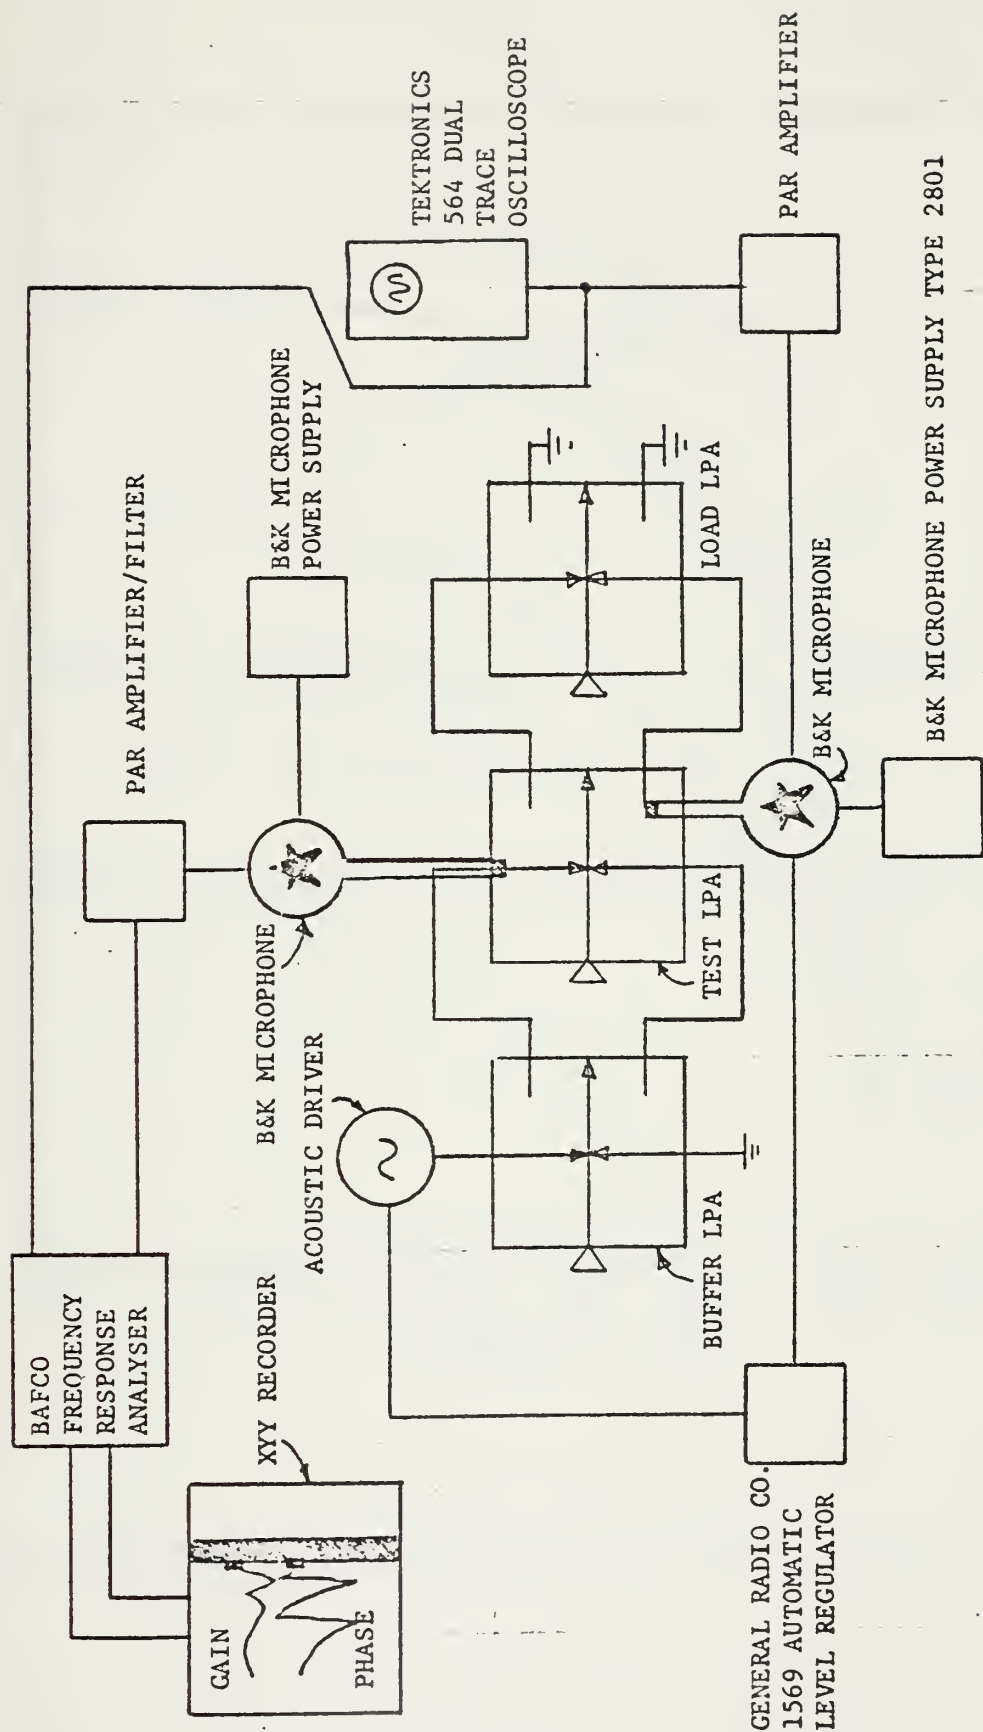 BAFCO
FREQUENCY
RESPONSE
ANALYSER
GAIN
PHASE
XYY RECORDER
PAR AMPLIFIER/FILTER
B&K MICROPHONE
POWER SUPPLY
TEKTRONICS
564 DUAL
TRACE
OSCILLOSCOPE
B&K MICROPHONE
ACOUSTIC DRIVER
BUFFER LPA
TEST LPA
LOAD LPA
PAR AMPLIFIER
B&K MICROPHONE
B&K MICROPHONE POWER SUPPLY TYPE 2801
GENERAL RADIO CO.
1569 AUTOMATIC
LEVEL REGULATOR